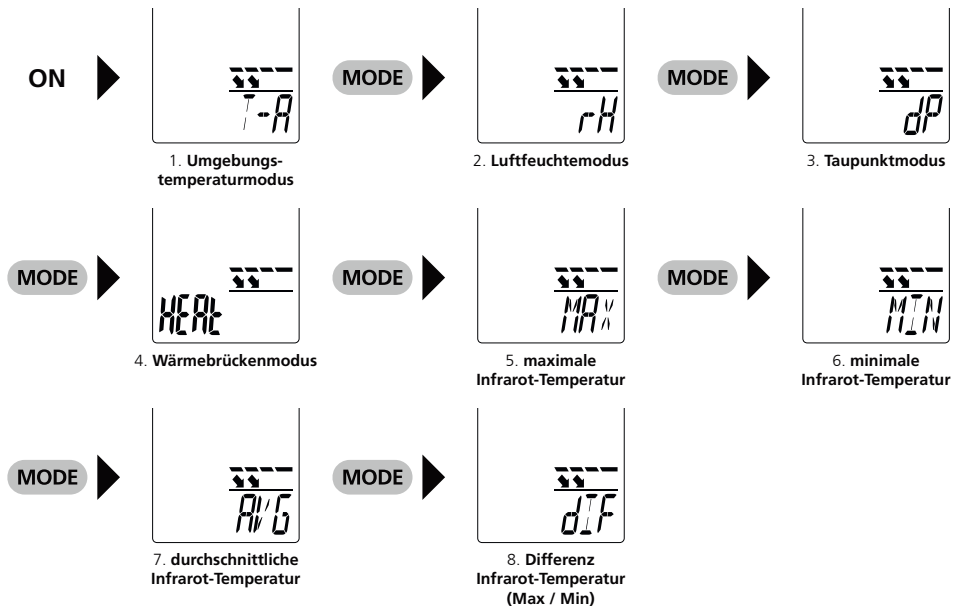 ON
T-A
1. Umgebungs-
temperaturmodus
MODE
rH
2. Luftfeuchtemodus
MODE
dP
3. Taupunktmodus
MODE
HEAt
4. Wärmebrückenmodus
MODE
MAX
5. maximale
Infrarot-Temperatur
MODE
MIN
6. minimale
Infrarot-Temperatur
MODE
AVG
7. durchschnittliche
Infrarot-Temperatur
MODE
dIF
8. Differenz
Infrarot-Temperatur
(Max / Min)